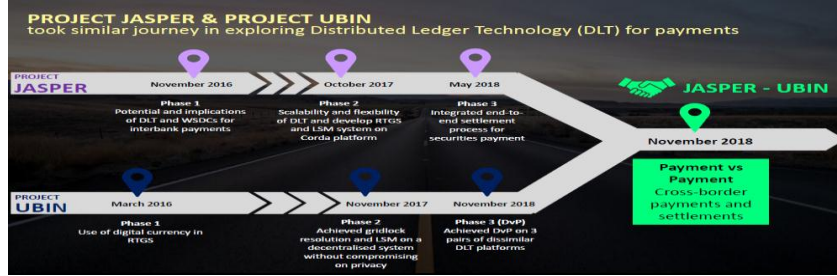 PROJECT JASPER & PROJECT UBIN
took similar journey in exploring Distributed Ledger Technology (DLT) for payments
PROJECT
JASPER
November 2016
October 2017
May 2018
Phase 1
Potential and implications
of DLT and WSDCs for
interbank payments
Phase 2
Scalability and flexibility
of DLT and develop RTGS
and LSM system on
Corda platform
Phase 3
Integrated end-to-
end settlement
process for
securities payment
JASPER - UBIN
November 2018
Payment vs
Payment
Cross-border
payments and
settlements
PROJECT
UBIN
March 2016
November 2017
November 2018
Phase 1
Use of digital currency in
RTGS
Phase 2
Achieved gridlock
resolution and LSM on a
decentralised system
without compromising
on privacy
Phase 3 (DvP)
Achieved DvP on 3
pairs of dissimilar
DLT platforms